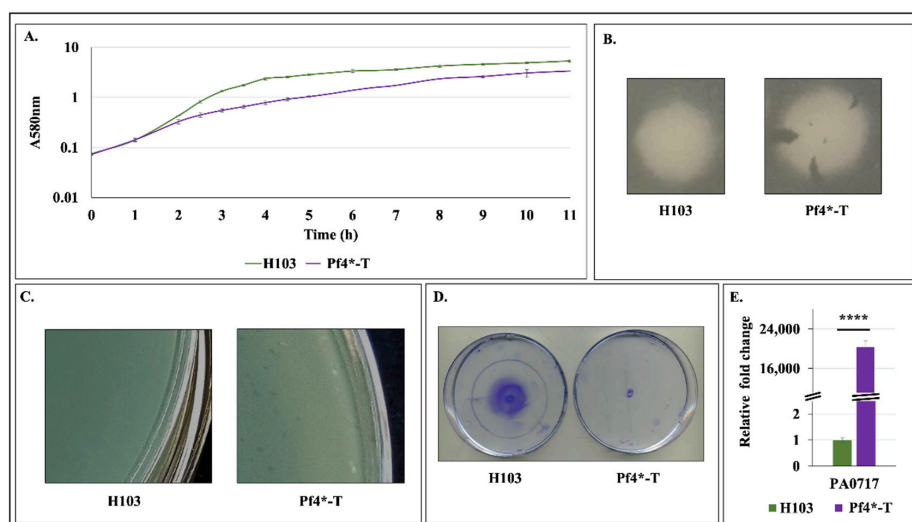 A.
10
1
0.1
0.01
A580nm
0 1 2 3 4 5 6 7 8 9 10 11
Time (h)
H103 Pf4*-T
B.
H103 Pf4*-T
C.
H103 Pf4*-T
D.
H103 Pf4*-T
E.
****
24,000
16,000
2
1
0
Relative fold change
PA0717
H103 Pf4*-T